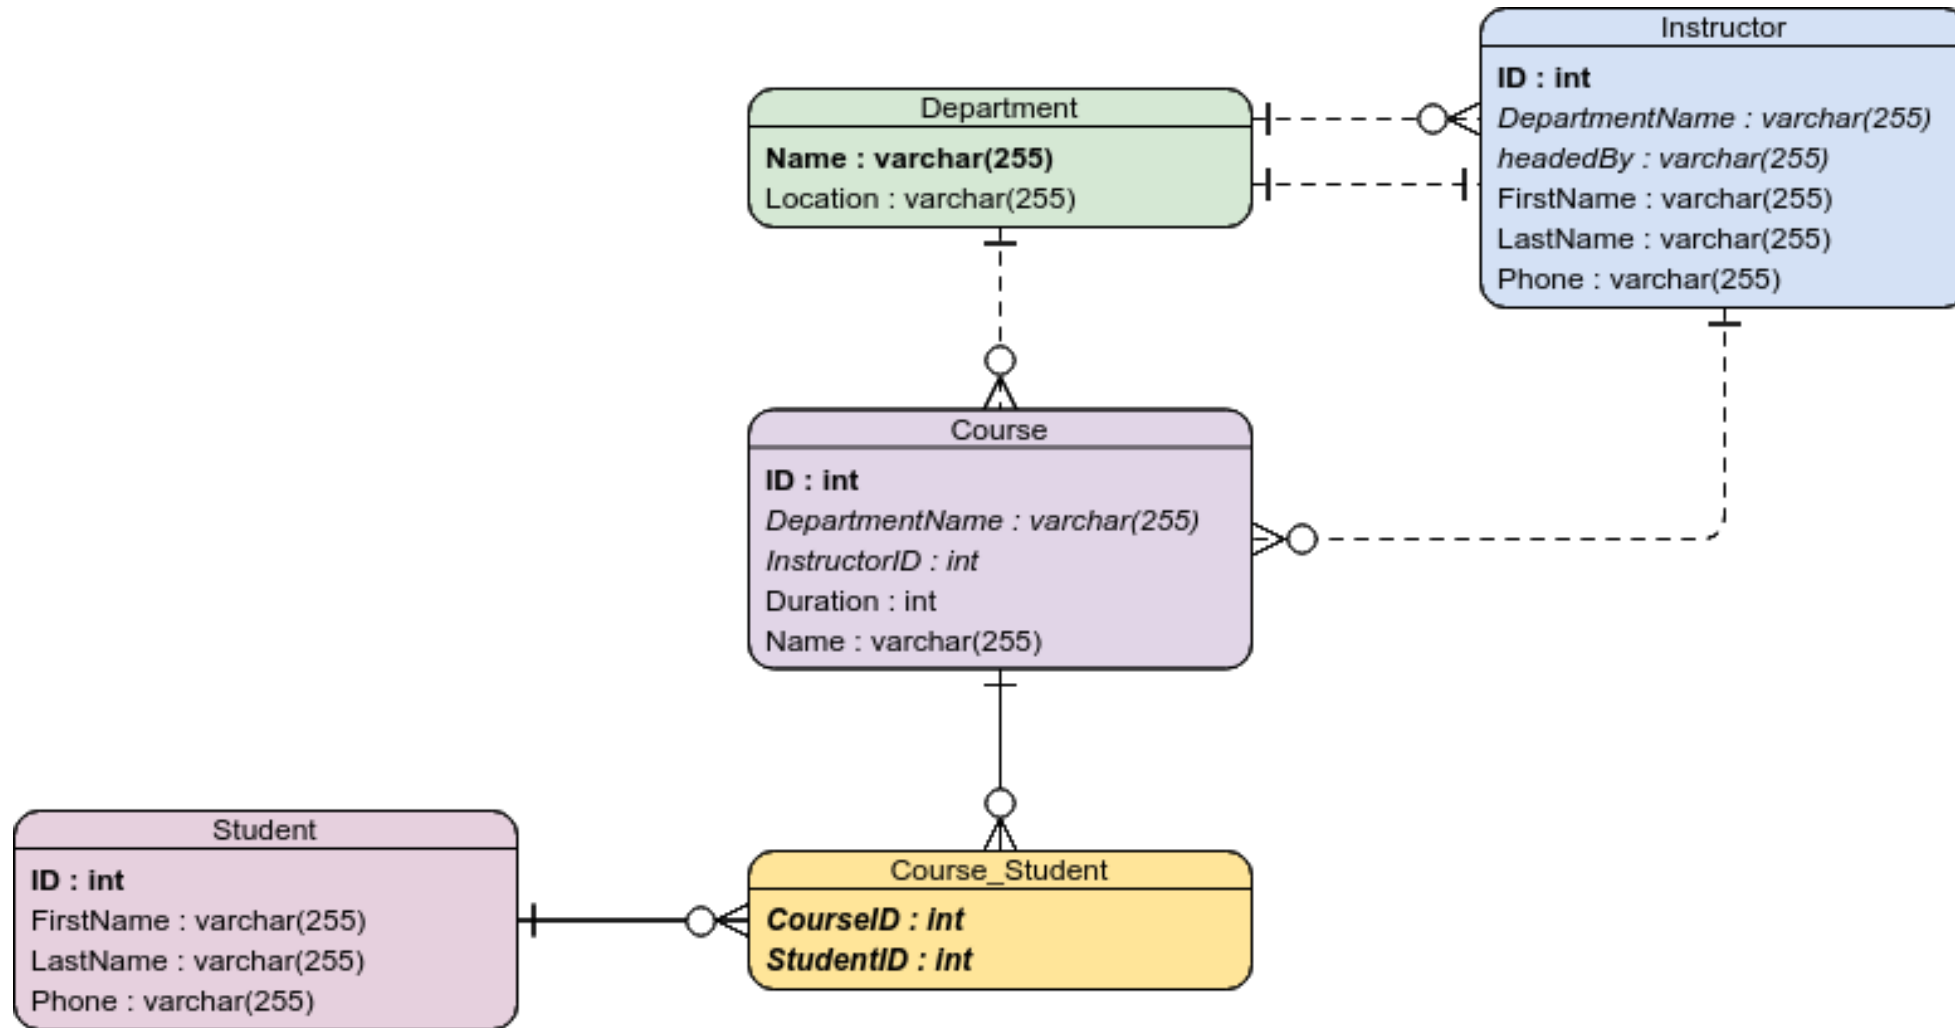 Instructor
ID : int
DepartmentName : varchar(255)
headedBy : varchar(255)
FirstName : varchar(255)
LastName : varchar(255)
Phone : varchar(255)
Department
Name : varchar(255)
Location : varchar(255)
Course
ID : int
DepartmentName : varchar(255)
InstructorID : int
Duration : int
Name : varchar(255)
Student
ID : int
FirstName : varchar(255)
LastName : varchar(255)
Phone : varchar(255)
Course_Student
CourseID : int
StudentID : int